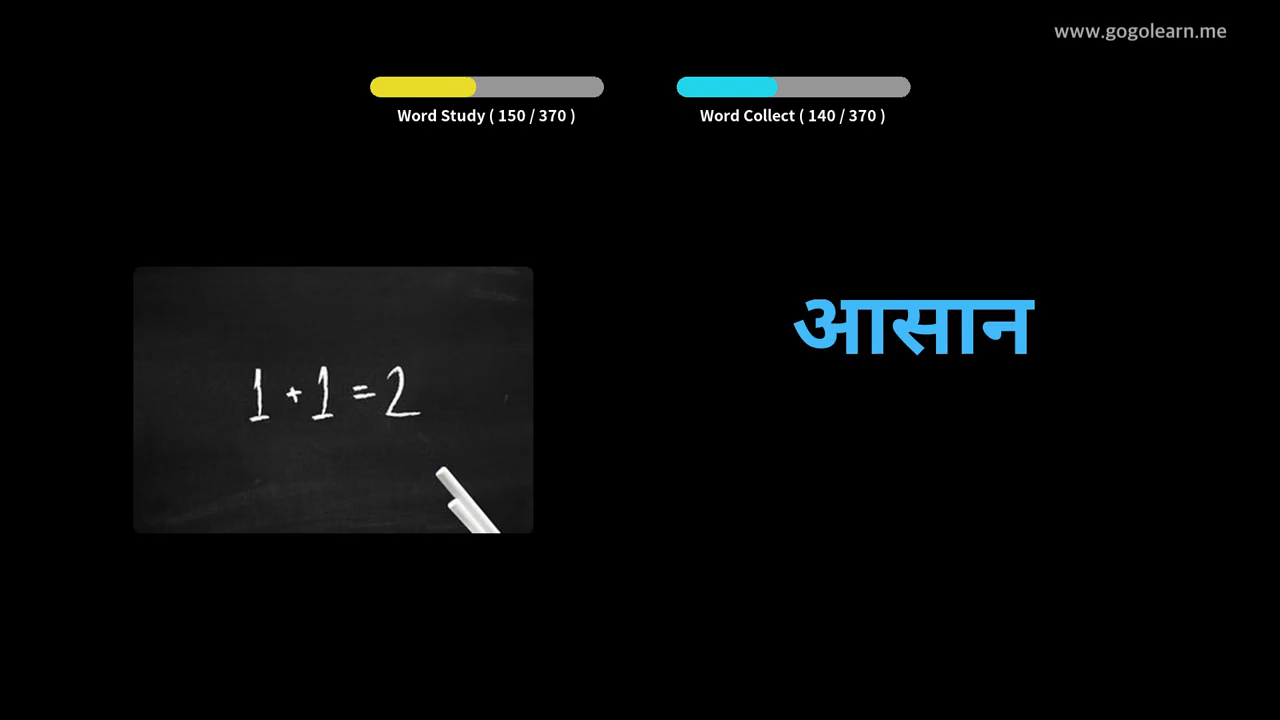 www.gogolearn.me
Word Study ( 150 / 370 )
Word Collect ( 140 / 370 )
आसान
1 + 1 = 2